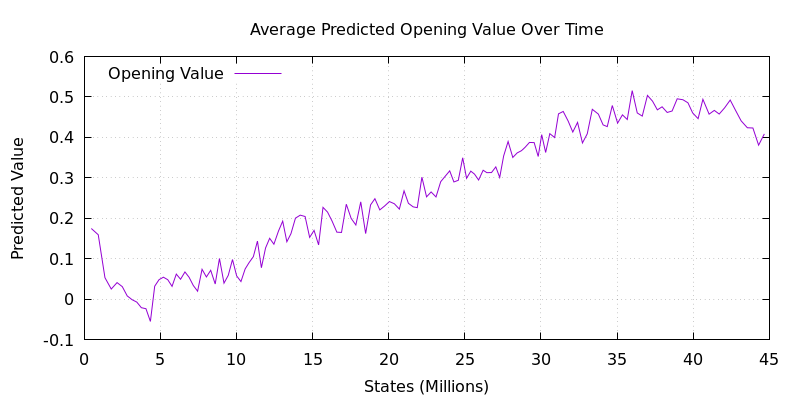 Average Predicted Opening Value Over Time
Opening Value
Predicted Value
0.6
0.5
0.4
0.3
0.2
0.1
0
-0.1
0 5 10 15 20 25 30 35 40 45
States (Millions)